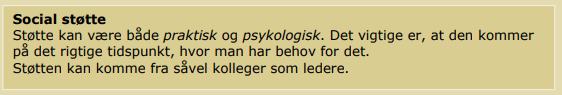 Social støtte
Støtte kan være både praktisk og psykologisk. Det vigtige er, at den kommer
på det rigtige tidspunkt, hvor man har behov for det.
Støtten kan komme fra såvel kolleger som ledere.